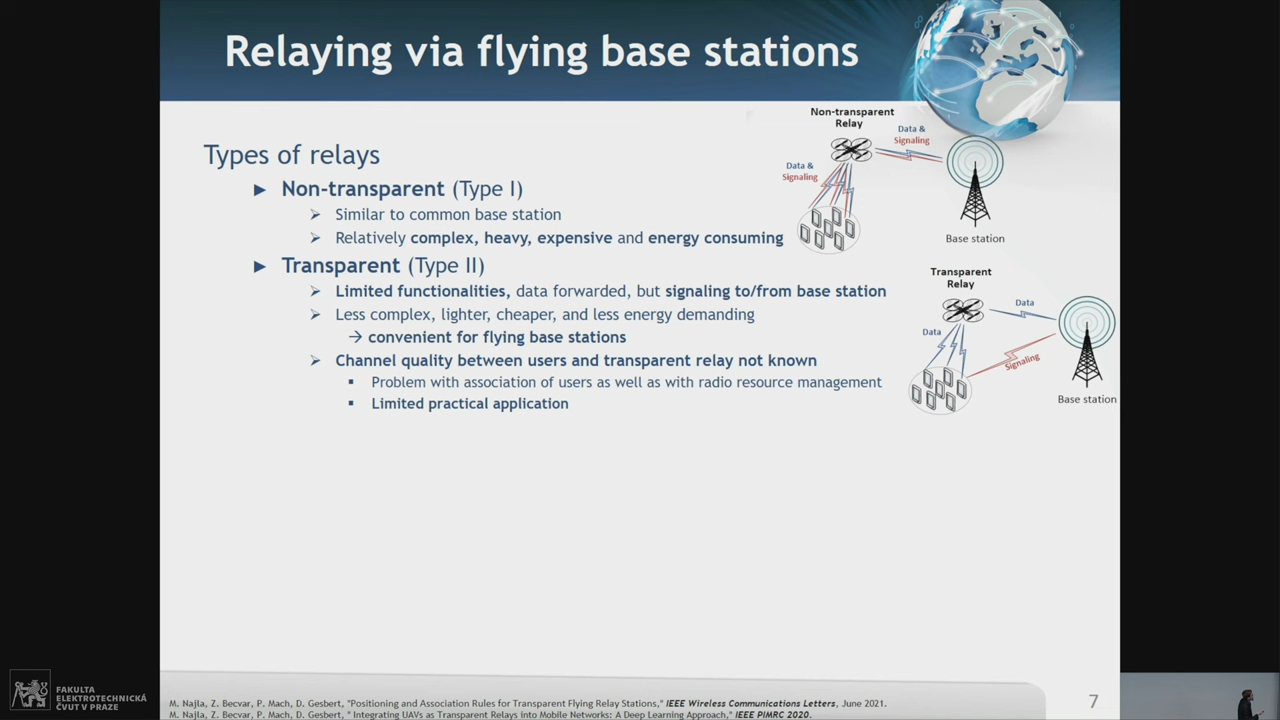 Relaying via flying base stations
Types of relays
► Non-transparent (Type I)
➢ Similar to common base station
➢ Relatively complex, heavy, expensive and energy consuming
► Transparent (Type II)
➢ Limited functionalities, data forwarded, but signaling to/from base station
➢ Less complex, lighter, cheaper, and less energy demanding
→ convenient for flying base stations
➢ Channel quality between users and transparent relay not known
▪ Problem with association of users as well as with radio resource management
▪ Limited practical application
Non-transparent
Relay
Data &
Signaling
Data &
Signaling
Base station
Transparent
Relay
Data
Data
Signaling
Base station
M. Najla, Z. Becvar, P. Mach, D. Gesbert, "Positioning and Association Rules for Transparent Flying Relay Stations," IEEE Wireless Communications Letters, June 2021.
M. Najla, Z. Becvar, P. Mach, D. Gesbert, " Integrating UAVs as Transparent Relays into Mobile Networks: A Deep Learning Approach," IEEE PIMRC 2020.
7
FAKULTA
ELEKTROTECHNICKÁ
ČVUT V PRAZE